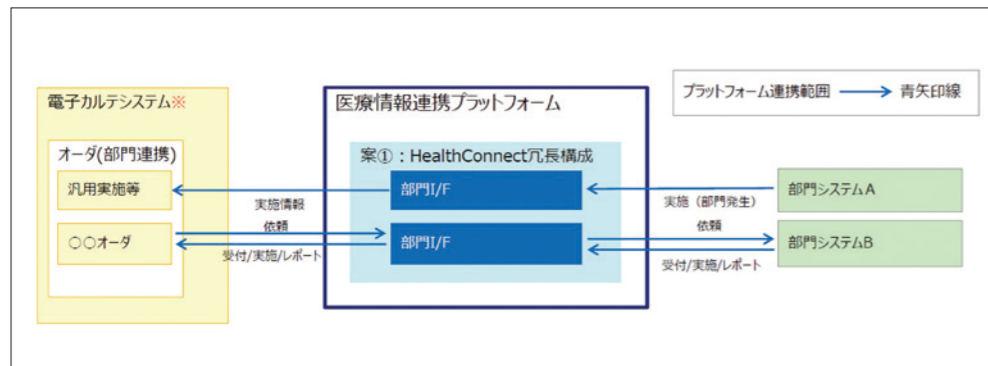 プラットフォーム連携範囲 青矢印線
電子カルテシステム※
オーダ(部門連携)
汎用実施等
○○オーダ
実施情報
依頼
受付/実施/レポート
医療情報連携プラットフォーム
案①:HealthConnect冗長構成
部門I/F
部門I/F
実施(部門発生)
依頼
受付/実施/レポート
部門システムA
部門システムB